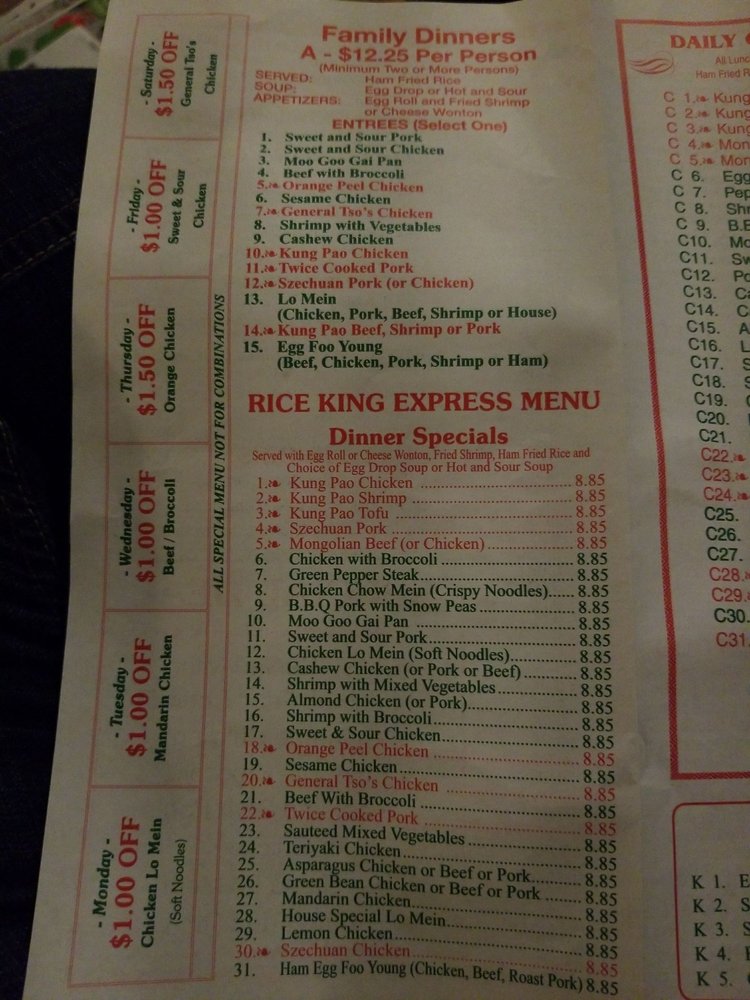 - Saturday -
$1.50 OFF
General Tso's
Chicken
- Friday -
$1.00 OFF
Sweet & Sour
Chicken
- Thursday -
$1.50 OFF
Orange Chicken
- Wednesday -
$1.00 OFF
Beef / Broccoli
- Tuesday -
$1.00 OFF
Mandarin Chicken
- Monday -
$1.00 OFF
Chicken Lo Mein
(Soft Noodles)
ALL SPECIAL MENU NOT FOR COMBINATIONS
Family Dinners
A - $12.25 Per Person
(Minimum Two or More Persons)
SERVED: Ham Fried Rice
SOUP: Egg Drop or Hot and Sour
APPETIZERS: Egg Roll and Fried Shrimp
or Cheese Wonton
ENTREES (Select One)
1. Sweet and Sour Pork
2. Sweet and Sour Chicken
3. Moo Goo Gai Pan
4. Beef with Broccoli
5. Orange Peel Chicken
6. Sesame Chicken
7. General Tso's Chicken
8. Shrimp with Vegetables
9. Cashew Chicken
10. Kung Pao Chicken
11. Twice Cooked Pork
12. Szechuan Pork (or Chicken)
13. Lo Mein
(Chicken, Pork, Beef, Shrimp or House)
14. Kung Pao Beef, Shrimp or Pork
15. Egg Foo Young
(Beef, Chicken, Pork, Shrimp or Ham)
RICE KING EXPRESS MENU
Dinner Specials
Served with Egg Roll or Cheese Wonton, Fried Shrimp, Ham Fried Rice and
Choice of Egg Drop Soup or Hot and Sour Soup
1. Kung Pao Chicken 8.85
2. Kung Pao Shrimp 8.85
3. Kung Pao Tofu 8.85
4. Szechuan Pork 8.85
5. Mongolian Beef (or Chicken) 8.85
6. Chicken with Broccoli 8.85
7. Green Pepper Steak 8.85
8. Chicken Chow Mein (Crispy Noodles) 8.85
9. B.B.Q Pork with Snow Peas 8.85
10. Moo Goo Gai Pan 8.85
11. Sweet and Sour Pork 8.85
12. Chicken Lo Mein (Soft Noodles) 8.85
13. Cashew Chicken (or Pork or Beef) 8.85
14. Shrimp with Mixed Vegetables 8.85
15. Almond Chicken (or Pork) 8.85
16. Shrimp with Broccoli 8.85
17. Sweet & Sour Chicken 8.85
18. Orange Peel Chicken 8.85
19. Sesame Chicken 8.85
20. General Tso's Chicken 8.85
21. Beef With Broccoli 8.85
22. Twice Cooked Pork 8.85
23. Sauteed Mixed Vegetables 8.85
24. Teriyaki Chicken 8.85
25. Asparagus Chicken or Beef or Pork 8.85
26. Green Bean Chicken or Beef or Pork 8.85
27. Mandarin Chicken 8.85
28. House Special Lo Mein 8.85
29. Lemon Chicken 8.85
30. Szechuan Chicken 8.85
31. Ham Egg Foo Young (Chicken, Beef, Roast Pork) 8.85
DAILY
All
Ham Fried
C 1. Kung
C 2. Kung
C 3. Kung
C 4.
C 5.
C 6. Egg
C 7.
C 8.
C 9.
C10.
C11.
C12.
C13.
C14.
C15.
C16.
C17.
C18.
C19.
C20.
C21.
C22.
C23.
C24.
C25.
C26.
C27.
C28.
C29.
C30.
C31.
K 1.
K 2.
K 3.
K 4.
K 5.